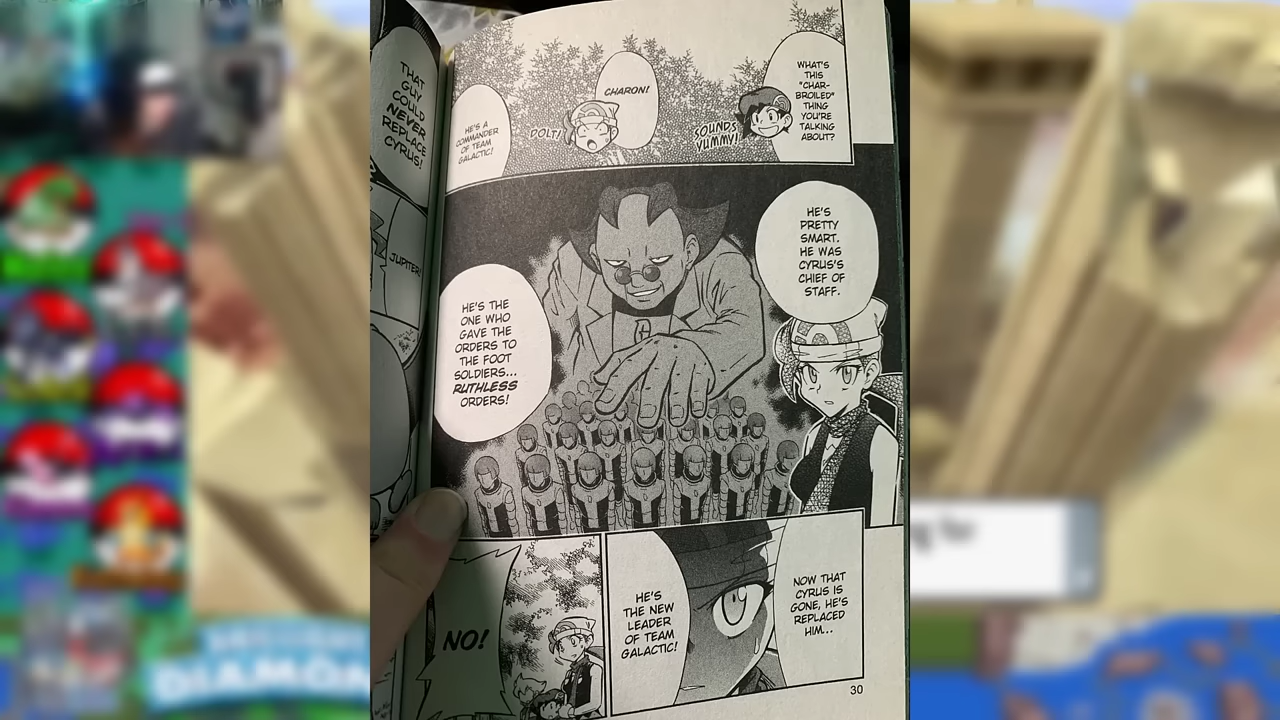 WHAT'S
THIS
"CHAR-
BROILED"
THING
YOU'RE
TALKING
ABOUT?
SOUNDS
YUMMY!
CHARON!
DOLT!
HE'S A
COMMANDER
OF TEAM
GALACTIC!
HE'S
PRETTY
SMART.
HE WAS
CYRUS'S
CHIEF OF
STAFF.
HE'S THE
ONE WHO
GAVE THE
ORDERS TO
THE FOOT
SOLDIERS...
RUTHLESS
ORDERS!
NOW THAT
CYRUS IS
GONE, HE'S
REPLACED
HIM...
HE'S
THE NEW
LEADER
OF TEAM
GALACTIC!
NO!
30
THAT
GUY
COULD
NEVER
REPLACE
CYRUS!
JUPITER!
DIAMON